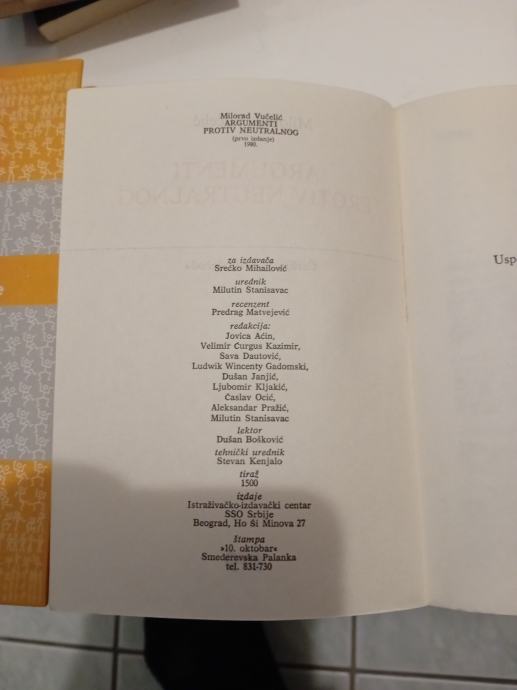 Milorad Vučelić
ARGUMENTI
PROTIV NEUTRALNOG
(prvo izdanje)
1980.
za izdavača
Srećko Mihailović
urednik
Milutin Stanisavac
recenzent
Predrag Matvejević
redakcija:
Jovica Aćin,
Velimir Ćurgus Kazimir,
Sava Dautović,
Ludwik Wincenty Gadomski,
Dušan Janjić,
Ljubomir Kljakić,
Časlav Ocić,
Aleksandar Pražić,
Milutin Stanisavac
lektor
Dušan Bošković
tehnički urednik
Stevan Kenjalo
tiraž
1500
izdaje
Istraživačko-izdavački centar
SSO Srbije
Beograd, Ho Ši Minova 27
štampa
»10. oktobar«
Smederevska Palanka
tel. 831-730
Usp